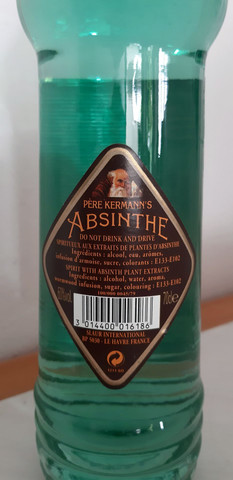 PÈRE KERMANN'S
ABSINTHE
DO NOT DRINK AND DRIVE
SPIRITUEUX AUX EXTRAITS DE PLANTES D'ABSINTHE
Ingrédients : alcool, eau, arômes,
infusion d'armoise, sucre, colorants : E133-E102
SPIRIT WITH ABSINTH PLANT EXTRACTS
Ingredients : alcohol, water, aroma,
wormwood infusion, sugar, colouring : E133-E102
70cl e
3 014400 016186
SLAUR INTERNATIONAL
BP 5036 - LE HAVRE FRANCE